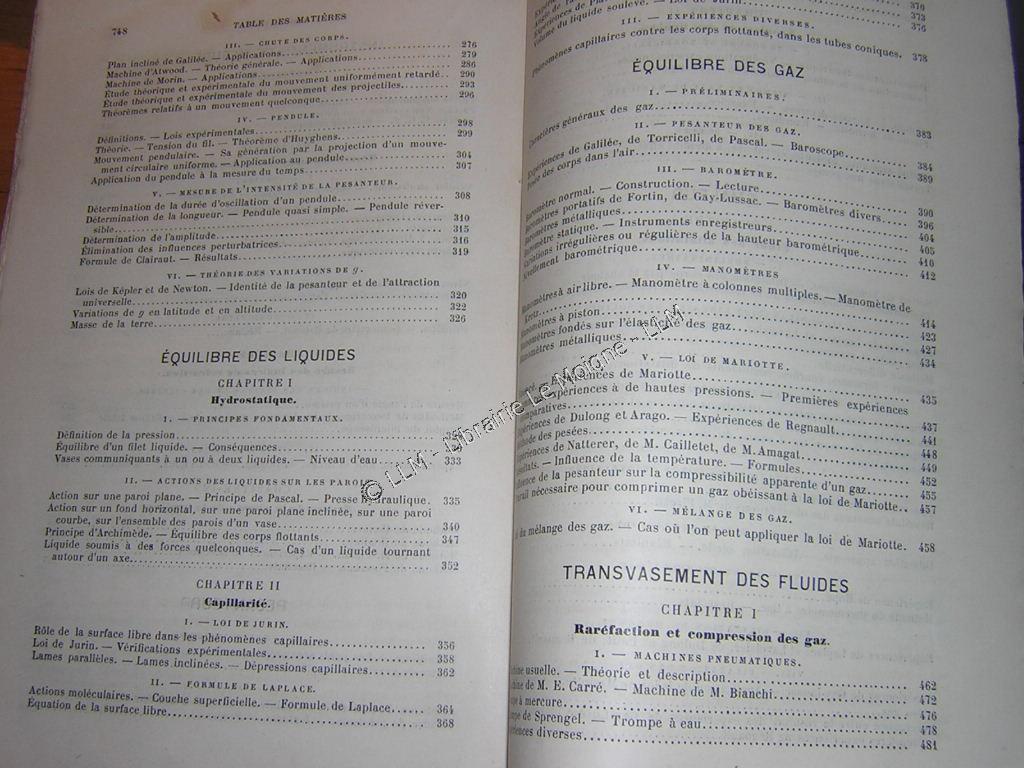 748 TABLE DES MATIÈRES
III. — CHUTE DES CORPS.
Plan incliné de Galilée. — Applications 276
Machine d'Atwood. — Théorie générale. — Applications 279
Machine de Morin. — Applications 286
Étude théorique et expérimentale du mouvement uniformément retardé.. 290
Étude théorique et expérimentale du mouvement des projectiles 293
Théorèmes relatifs à un mouvement quelconque 296
IV. — PENDULE.
Définitions. — Lois expérimentales 298
Théorie. — Tension du fil. — Théorème d'Huyghens 299
Mouvement pendulaire. — Sa génération par la projection d'un mouve-
ment circulaire uniforme. — Application au pendule 304
Application du pendule à la mesure du temps 307
V. — MESURE DE L'INTENSITÉ DE LA PESANTEUR.
Détermination de la durée d'oscillation d'un pendule 308
Détermination de la longueur. — Pendule quasi simple. — Pendule réver-
sible 310
Détermination de l'amplitude 315
Élimination des influences perturbatrices 316
Formule de Clairaut. — Résultats 319
VI. — THÉORIE DES VARIATIONS DE g.
Lois de Képler et de Newton. — Identité de la pesanteur et de l'attraction
universelle 320
Variations de g en latitude et en altitude 322
Masse de la terre 326
ÉQUILIBRE DES LIQUIDES
CHAPITRE I
Hydrostatique.
I. — PRINCIPES FONDAMENTAUX.
Définition de la pression
Équilibre d'un filet liquide. — Conséquences
Vases communiquants à un ou à deux liquides. — Niveau d'eau 333
II. — ACTIONS DES LIQUIDES SUR LES PAROIS
Action sur une paroi plane. — Principe de Pascal. — Presse hydraulique. 335
Action sur un fond horizontal, sur une paroi plane inclinée, sur une paroi
courbe, sur l'ensemble des parois d'un vase 340
Principe d'Archimède. — Équilibre des corps flottants 347
Liquide soumis à des forces quelconques. — Cas d'un liquide tournant
autour d'un axe 352
CHAPITRE II
Capillarité.
I. — LOI DE JURIN.
Rôle de la surface libre dans les phénomènes capillaires 356
Loi de Jurin. — Vérifications expérimentales 358
Lames parallèles. — Lames inclinées. — Dépressions capillaires 362
II. — FORMULE DE LAPLACE.
Actions moléculaires. — Couche superficielle. — Formule de Laplace 364
Équation de la surface libre 368
370
373
Volume du liquide soulevé. — Loi de Jurin 376
III. — EXPÉRIENCES DIVERSES.
Phénomènes capillaires contre les corps flottants, dans les tubes coniques. 378
ÉQUILIBRE DES GAZ
I. — PRÉLIMINAIRES.
Caractères généraux des gaz 383
II. — PESANTEUR DES GAZ.
Expériences de Galilée, de Torricelli, de Pascal. — Baroscope 384
des corps dans l'air 389
III. — BAROMÈTRE.
Baromètre normal. — Construction. — Lecture 390
Baromètres portatifs de Fortin, de Gay-Lussac. — Baromètres divers 396
Baromètres métalliques 404
Baromètre statique. — Instruments enregistreurs 405
Variations irrégulières ou régulières de la hauteur barométrique 410
Nivellement barométrique 412
IV. — MANOMÈTRES
Manomètres à air libre. — Manomètre à colonnes multiples. — Manomètre de
Kretz 414
Manomètres à piston 423
Manomètres fondés sur l'élasticité des gaz 427
Manomètres métalliques 434
V. — LOI DE MARIOTTE.
Expériences de Mariotte 435
Expériences à de hautes pressions. — Premières expériences
comparatives 437
Expériences de Dulong et Arago. — Expériences de Regnault 441
Méthode des pesées 448
Expériences de Natterer, de M. Cailletet, de M. Amagat 449
Résultats. — Influence de la température. — Formules 452
Influence de la pesanteur sur la compressibilité apparente d'un gaz 455
Travail nécessaire pour comprimer un gaz obéissant à la loi de Mariotte.. 457
VI. — MÉLANGE DES GAZ.
du mélange des gaz. — Cas où l'on peut appliquer la loi de Mariotte. 458
TRANSVASEMENT DES FLUIDES
CHAPITRE I
Raréfaction et compression des gaz.
I. — MACHINES PNEUMATIQUES.
Machine usuelle. — Théorie et description 462
Machine de M. E. Carré. — Machine de M. Bianchi 472
à mercure 476
de Sprengel. — Trompe à eau 478
Expériences diverses 481
© LLM - Librairie Le Moigne - LLM